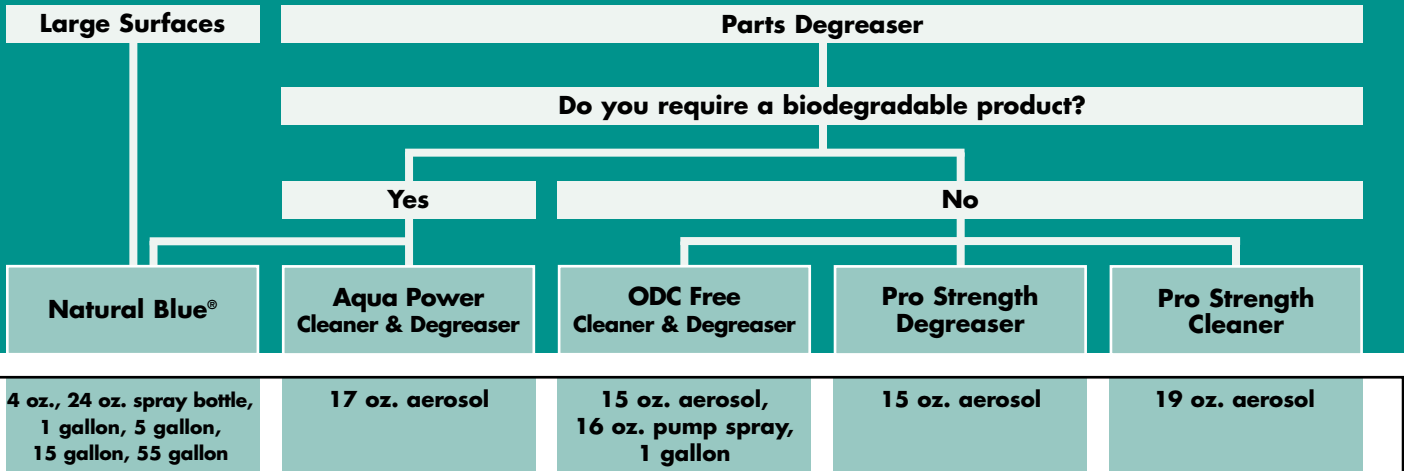 Large Surfaces
Parts Degreaser
Do you require a biodegradable product?
Yes
No
Natural Blue®
Aqua Power
Cleaner & Degreaser
ODC Free
Cleaner & Degreaser
Pro Strength
Degreaser
Pro Strength
Cleaner
4 oz., 24 oz. spray bottle,
1 gallon, 5 gallon,
15 gallon, 55 gallon
17 oz. aerosol
15 oz. aerosol,
16 oz. pump spray,
1 gallon
15 oz. aerosol
19 oz. aerosol